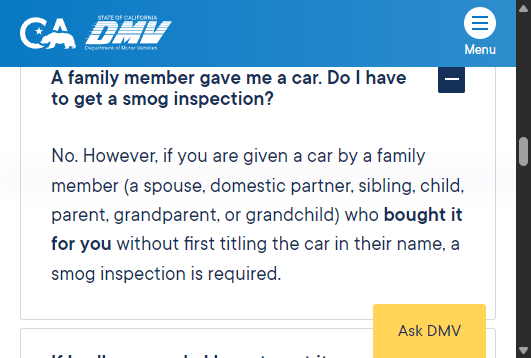 CA
STATE OF CALIFORNIA
DMV
Department of Motor Vehicles
Menu
A family member gave me a car. Do I have
to get a smog inspection?
No. However, if you are given a car by a family
member (a spouse, domestic partner, sibling, child,
parent, grandparent, or grandchild) who bought it
for you without first titling the car in their name, a
smog inspection is required.
Ask DMV